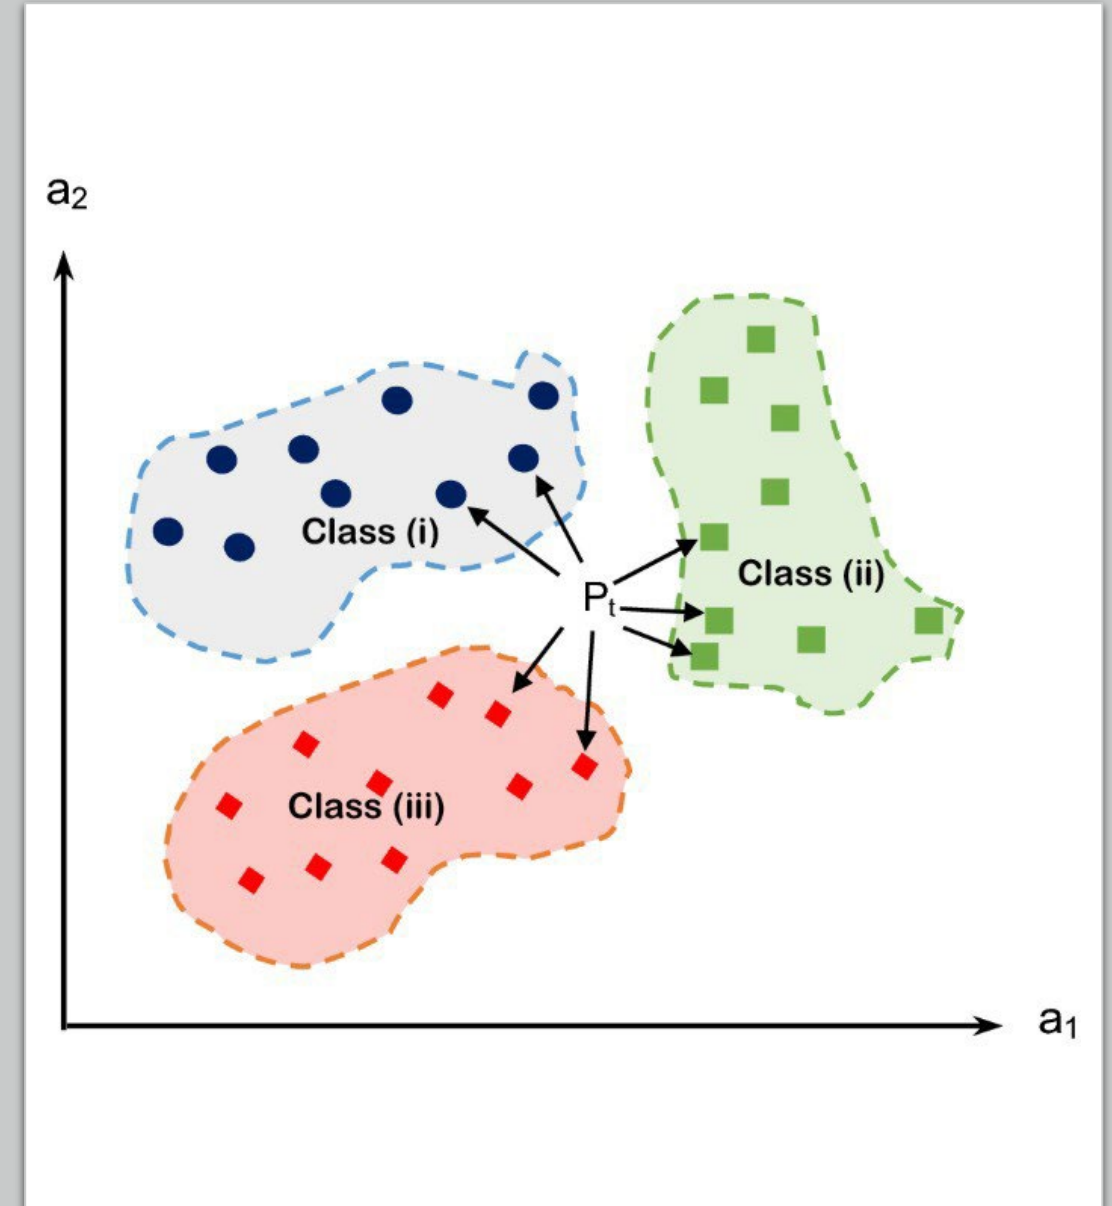 a₂
Class (i)
Class (ii)
Pₜ
Class (iii)
a₁